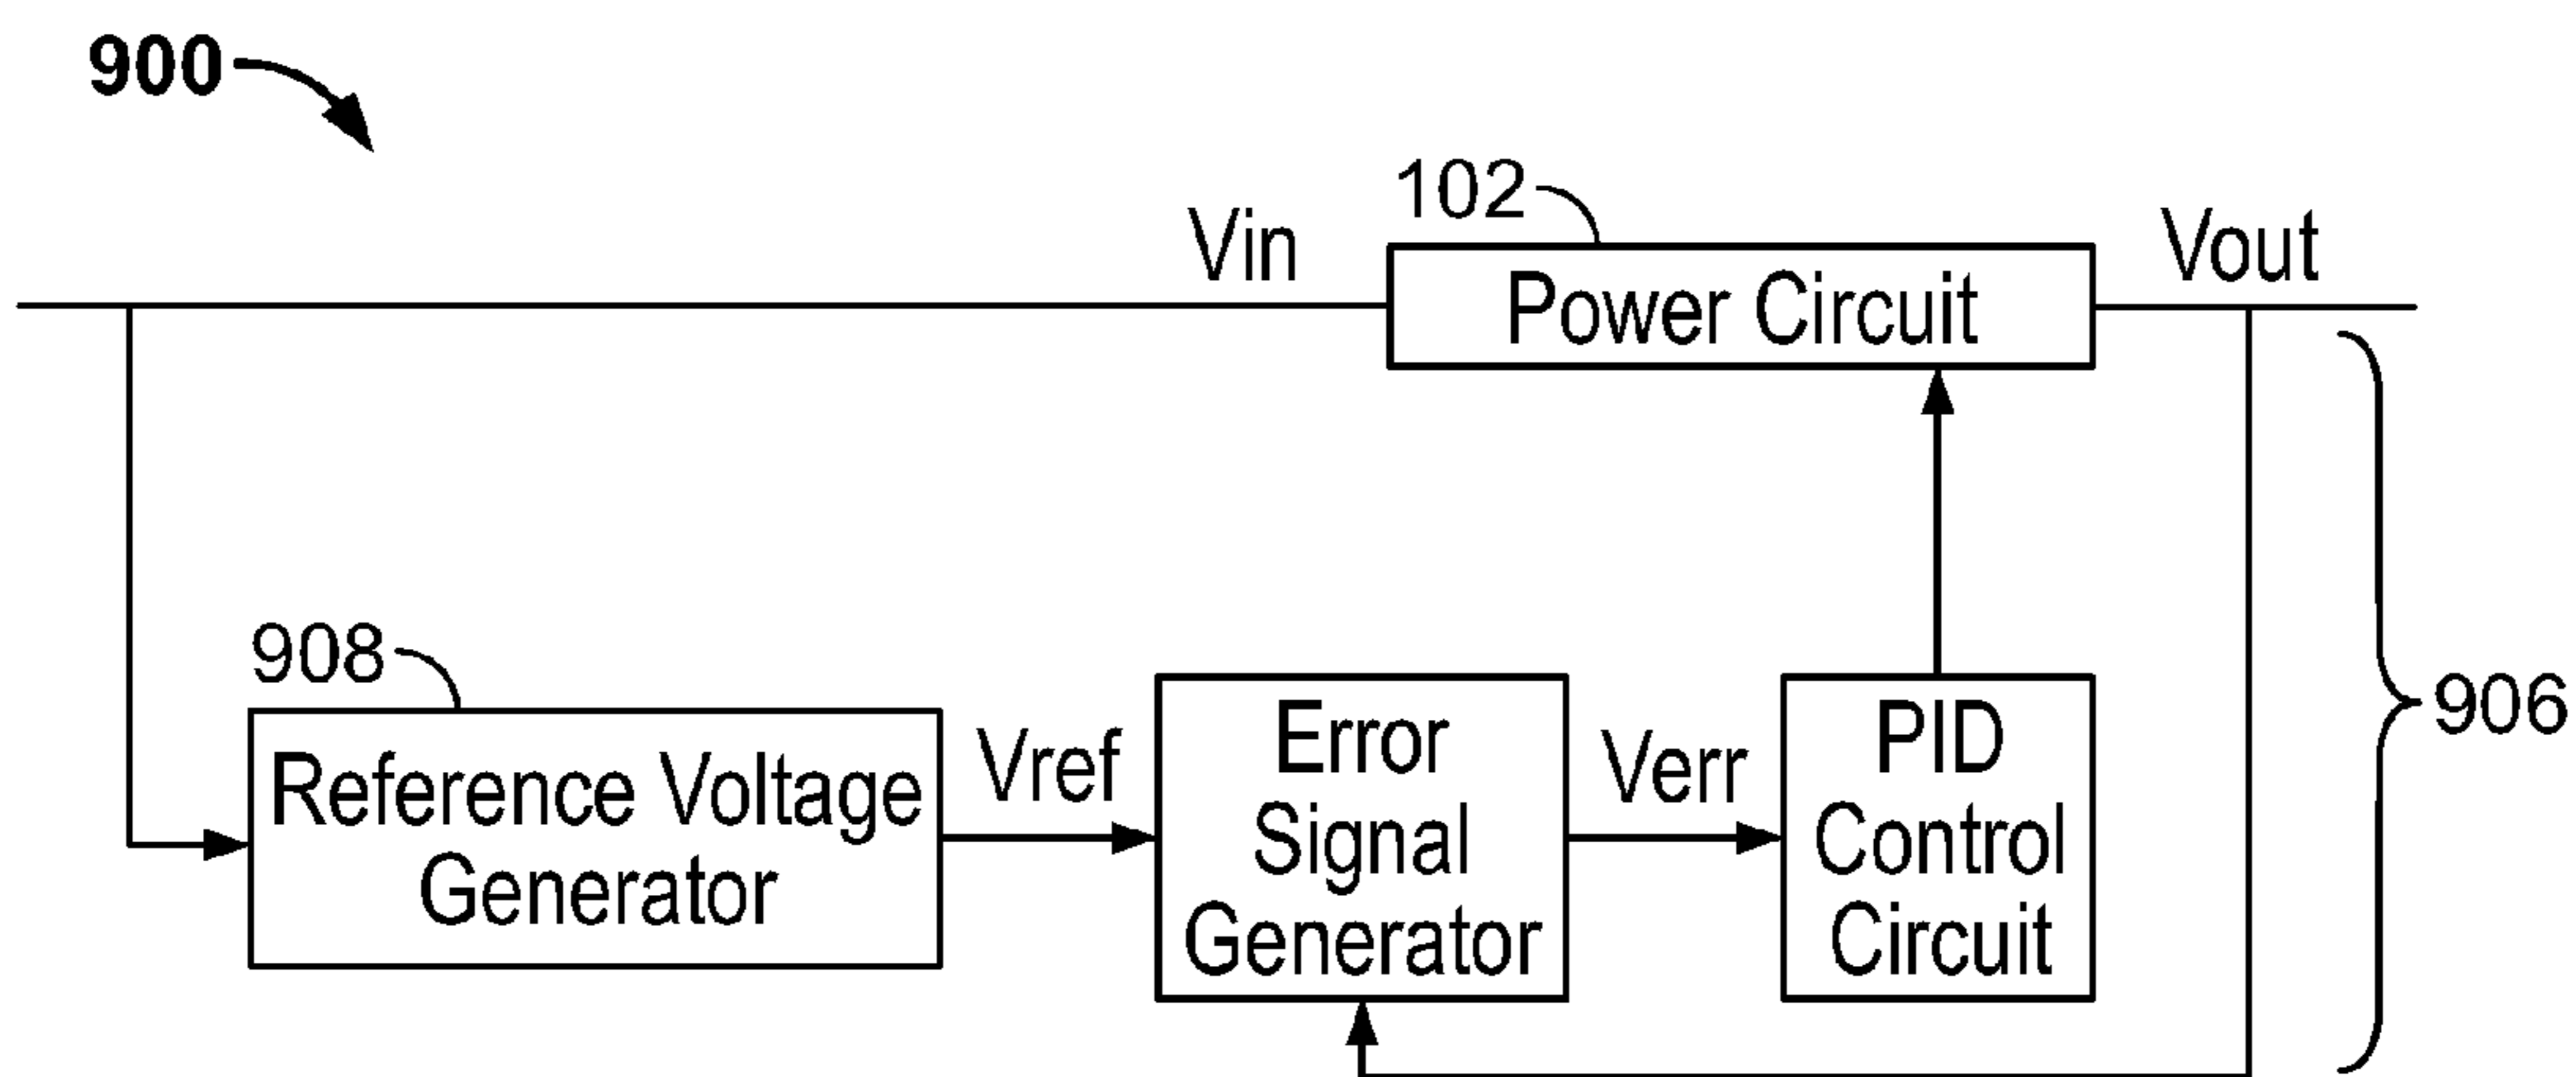 900
102
Vin
Power Circuit
Vout
908
Reference Voltage
Generator
Vref
Error
Signal
Generator
Verr
PID
Control
Circuit
906